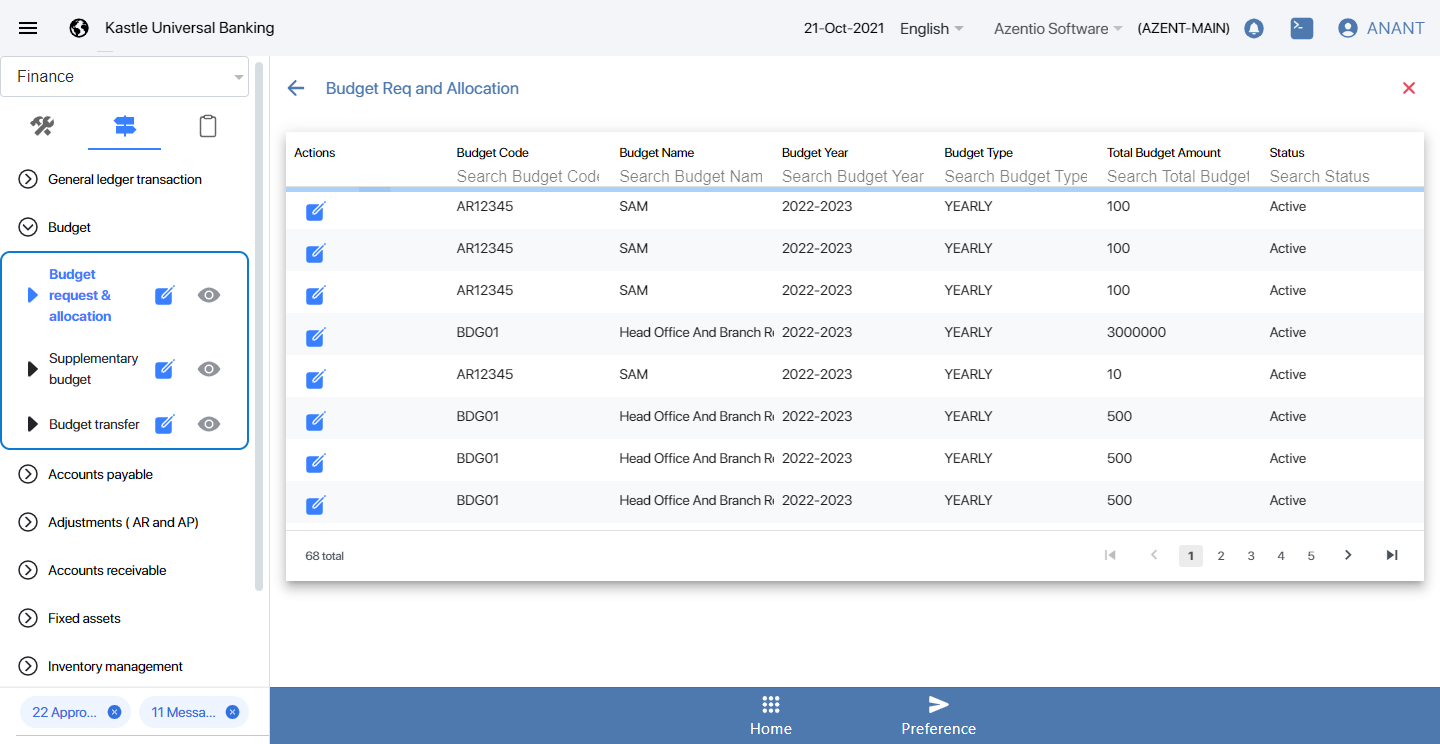 Kastle Universal Banking
21-Oct-2021 English Azentio Software (AZENT-MAIN) ANANT
Finance
General ledger transaction
Budget
Budget
request &
allocation
Supplementary
budget
Budget transfer
Accounts payable
Adjustments ( AR and AP)
Accounts receivable
Fixed assets
Inventory management
22 Appro...
11 Messa...
Budget Req and Allocation
Actions Budget Code Budget Name Budget Year Budget Type Total Budget Amount Status
Search Budget Code Search Budget Nam Search Budget Year Search Budget Type Search Total Budget Search Status
AR12345 SAM 2022-2023 YEARLY 100 Active
AR12345 SAM 2022-2023 YEARLY 100 Active
AR12345 SAM 2022-2023 YEARLY 100 Active
BDG01 Head Office And Branch Re 2022-2023 YEARLY 3000000 Active
AR12345 SAM 2022-2023 YEARLY 10 Active
BDG01 Head Office And Branch Re 2022-2023 YEARLY 500 Active
BDG01 Head Office And Branch Re 2022-2023 YEARLY 500 Active
BDG01 Head Office And Branch Re 2022-2023 YEARLY 500 Active
68 total
1 2 3 4 5
Home
Preference